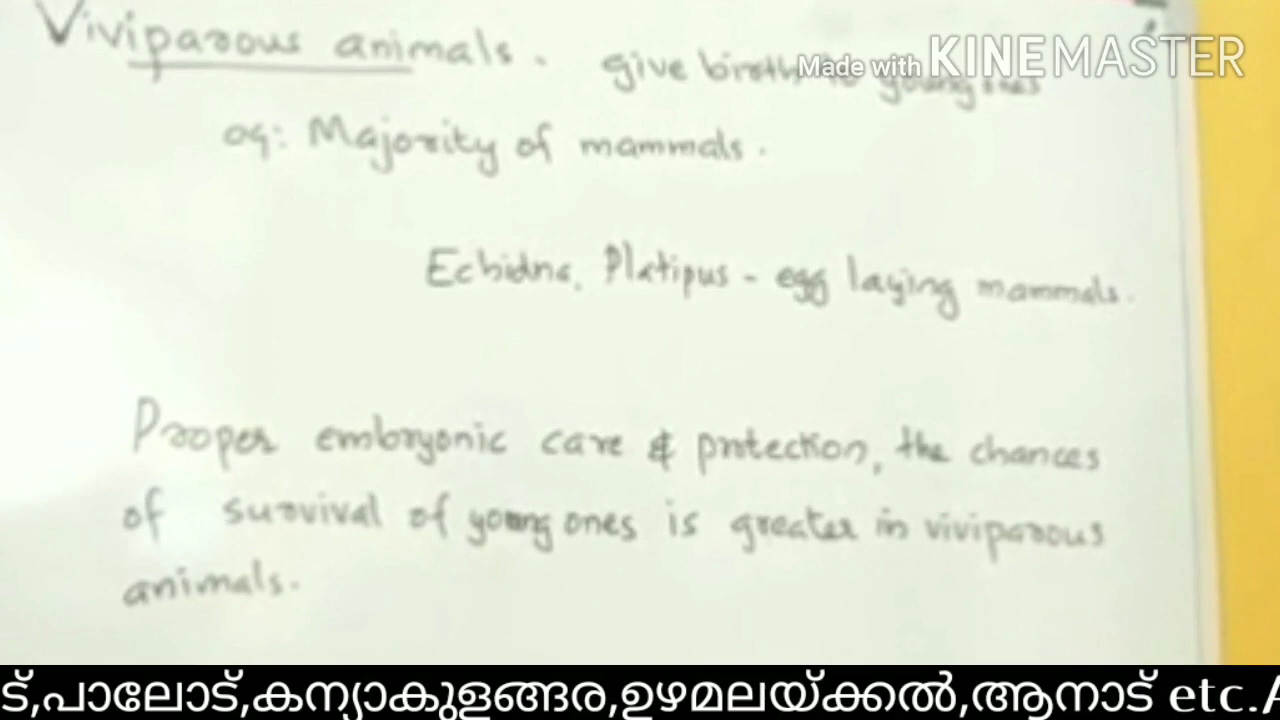 Viviparous animals. give birth to young ones
Made with KINEMASTER
eg: Majority of mammals.
Echidna, Platipus - egg laying mammals.
Proper embryonic care & protection, the chances
of survival of young ones is greater in viviparous
animals.
ട്,പാലോട്,കന്യാകുളങ്ങര,ഉഴമലയ്ക്കൽ,ആനാട് etc.A